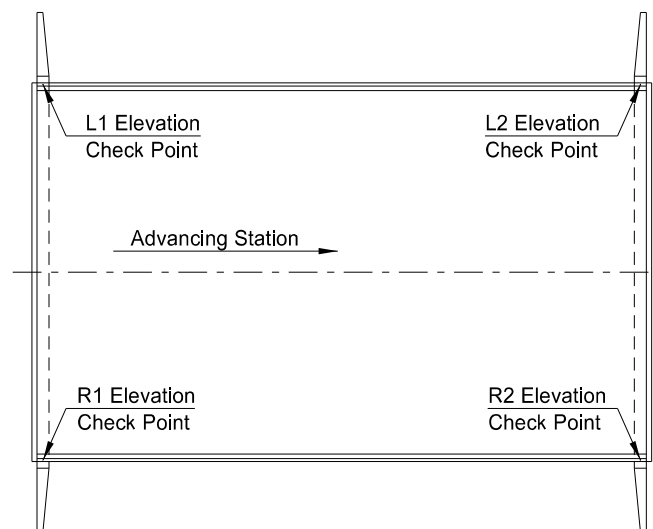 L1 Elevation
Check Point
L2 Elevation
Check Point
Advancing Station
R1 Elevation
Check Point
R2 Elevation
Check Point